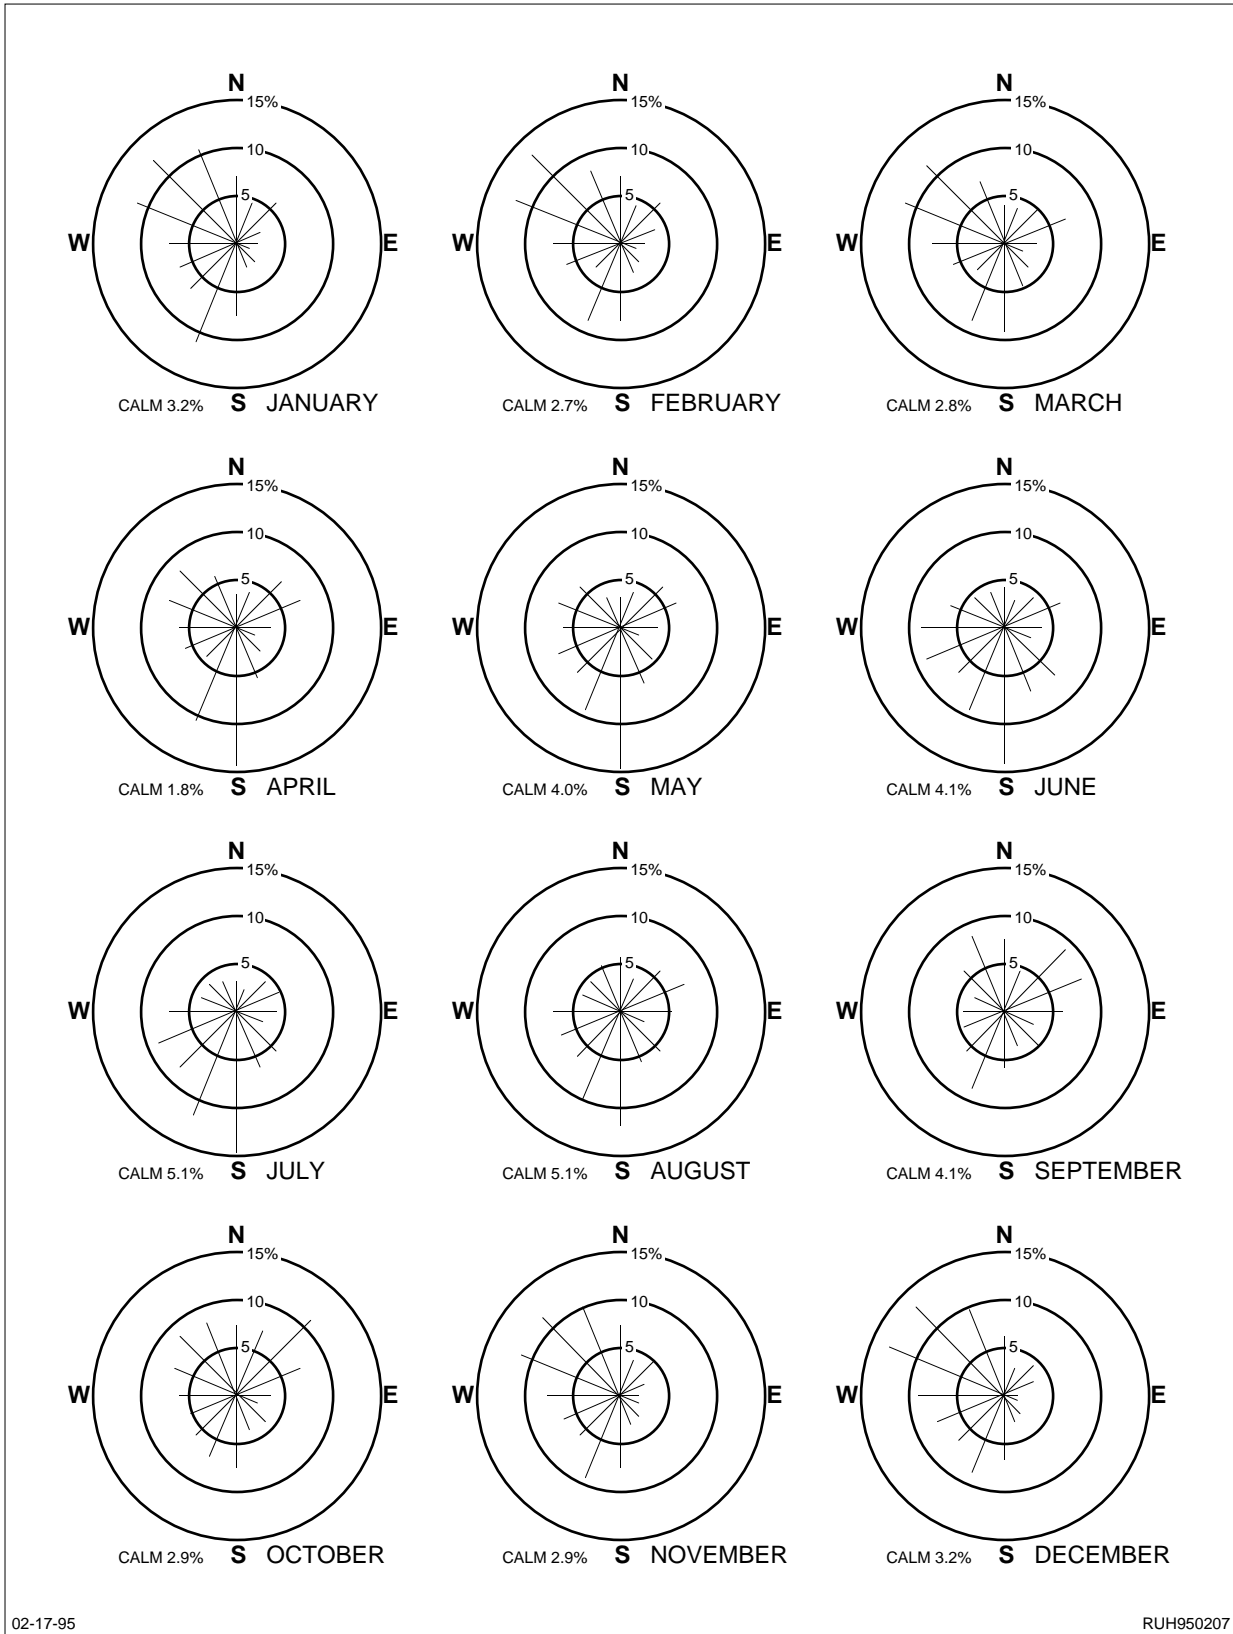 N N N
15% 15% 15%
10 10 10
5 5 5
W E W E W E
CALM 3.2% S JANUARY CALM 2.7% S FEBRUARY CALM 2.8% S MARCH
N N N
15% 15% 15%
10 10 10
5 5 5
W E W E W E
CALM 1.8% S APRIL CALM 4.0% S MAY CALM 4.1% S JUNE
N N N
15% 15% 15%
10 10 10
5 5 5
W E W E W E
CALM 5.1% S JULY CALM 5.1% S AUGUST CALM 4.1% S SEPTEMBER
N N N
15% 15% 15%
10 10 10
5 5 5
W E W E W E
CALM 2.9% S OCTOBER CALM 2.9% S NOVEMBER CALM 3.2% S DECEMBER
02-17-95 RUH950207